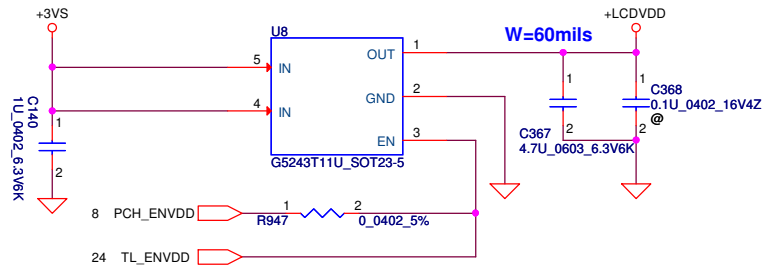 +3VS
+LCDVDD
U8
W=60mils
1
OUT
5
IN
1
1
C368
0.1U_0402_16V4Z
@
GND
2
4
IN
C140
1U_0402_6.3V6K
1
2
EN
3
2
2
C367
4.7U_0603_6.3V6K
G5243T11U_SOT23-5
8 PCH_ENVDD
1
2
R947
0_0402_5%
24 TL_ENVDD